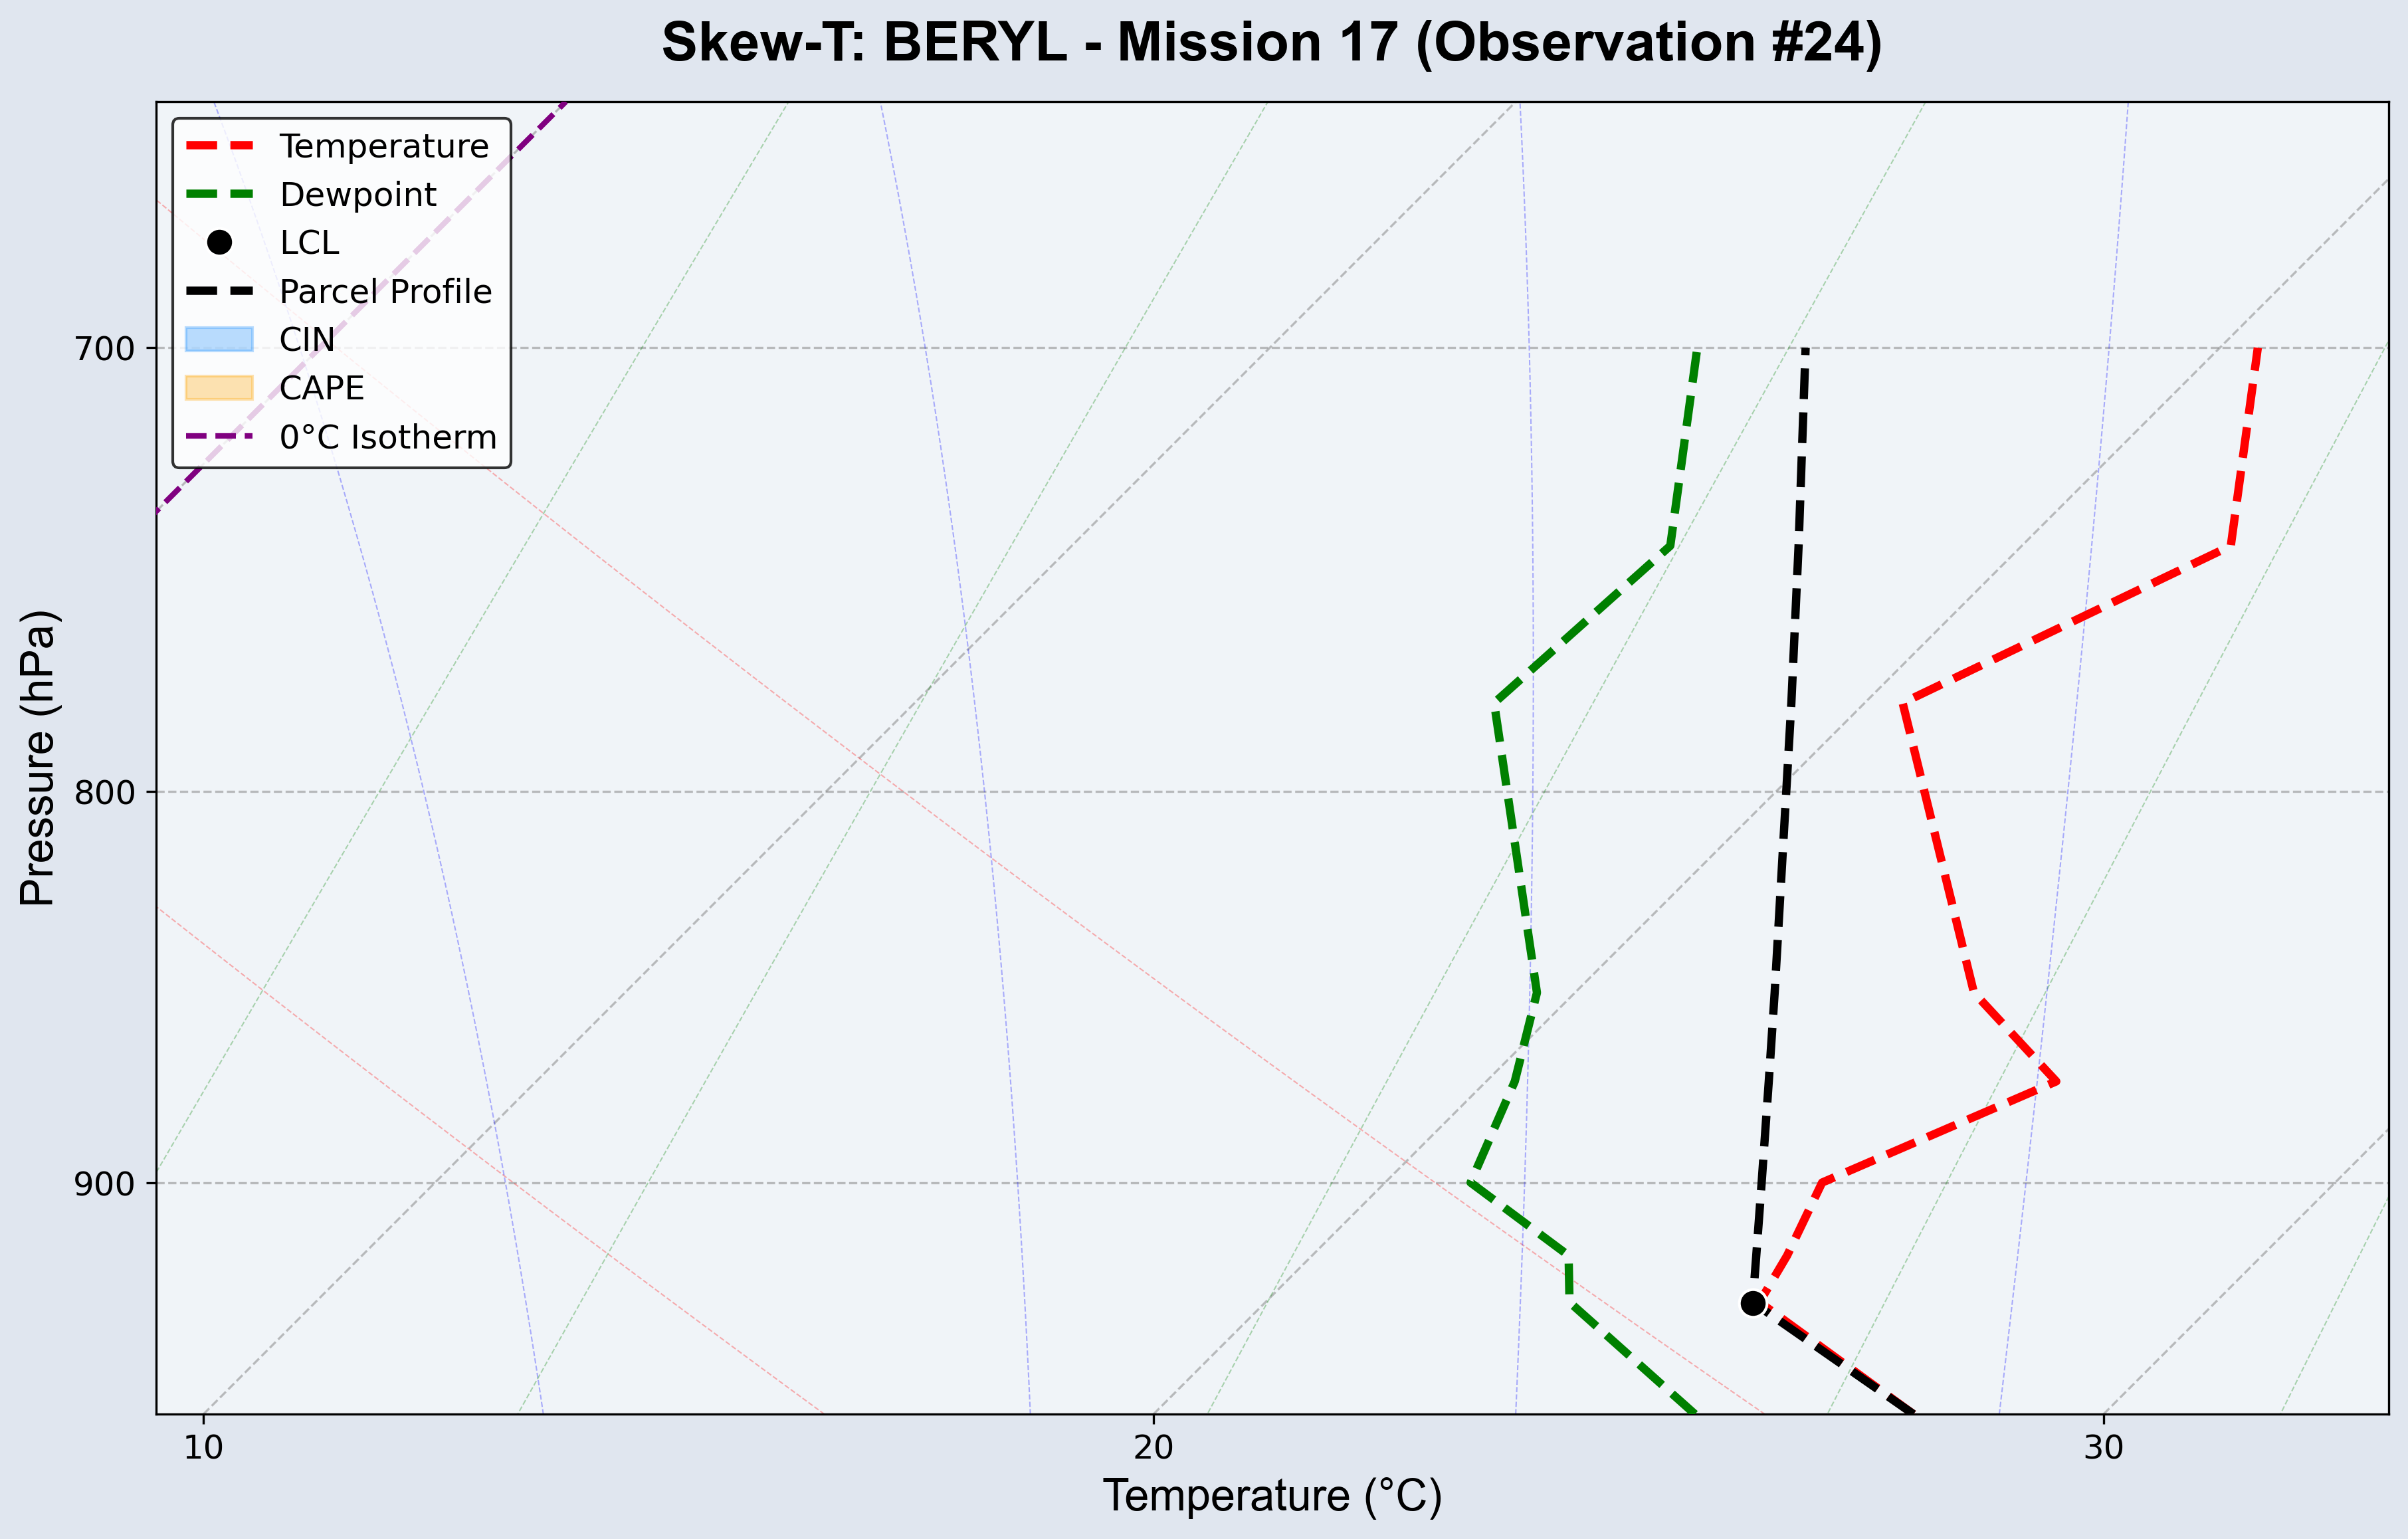 Skew-T: BERYL - Mission 17 (Observation #24)
Temperature
Dewpoint
LCL
Parcel Profile
CIN
CAPE
0°C Isotherm
Pressure (hPa)
700
800
900
10
20
30
Temperature (°C)